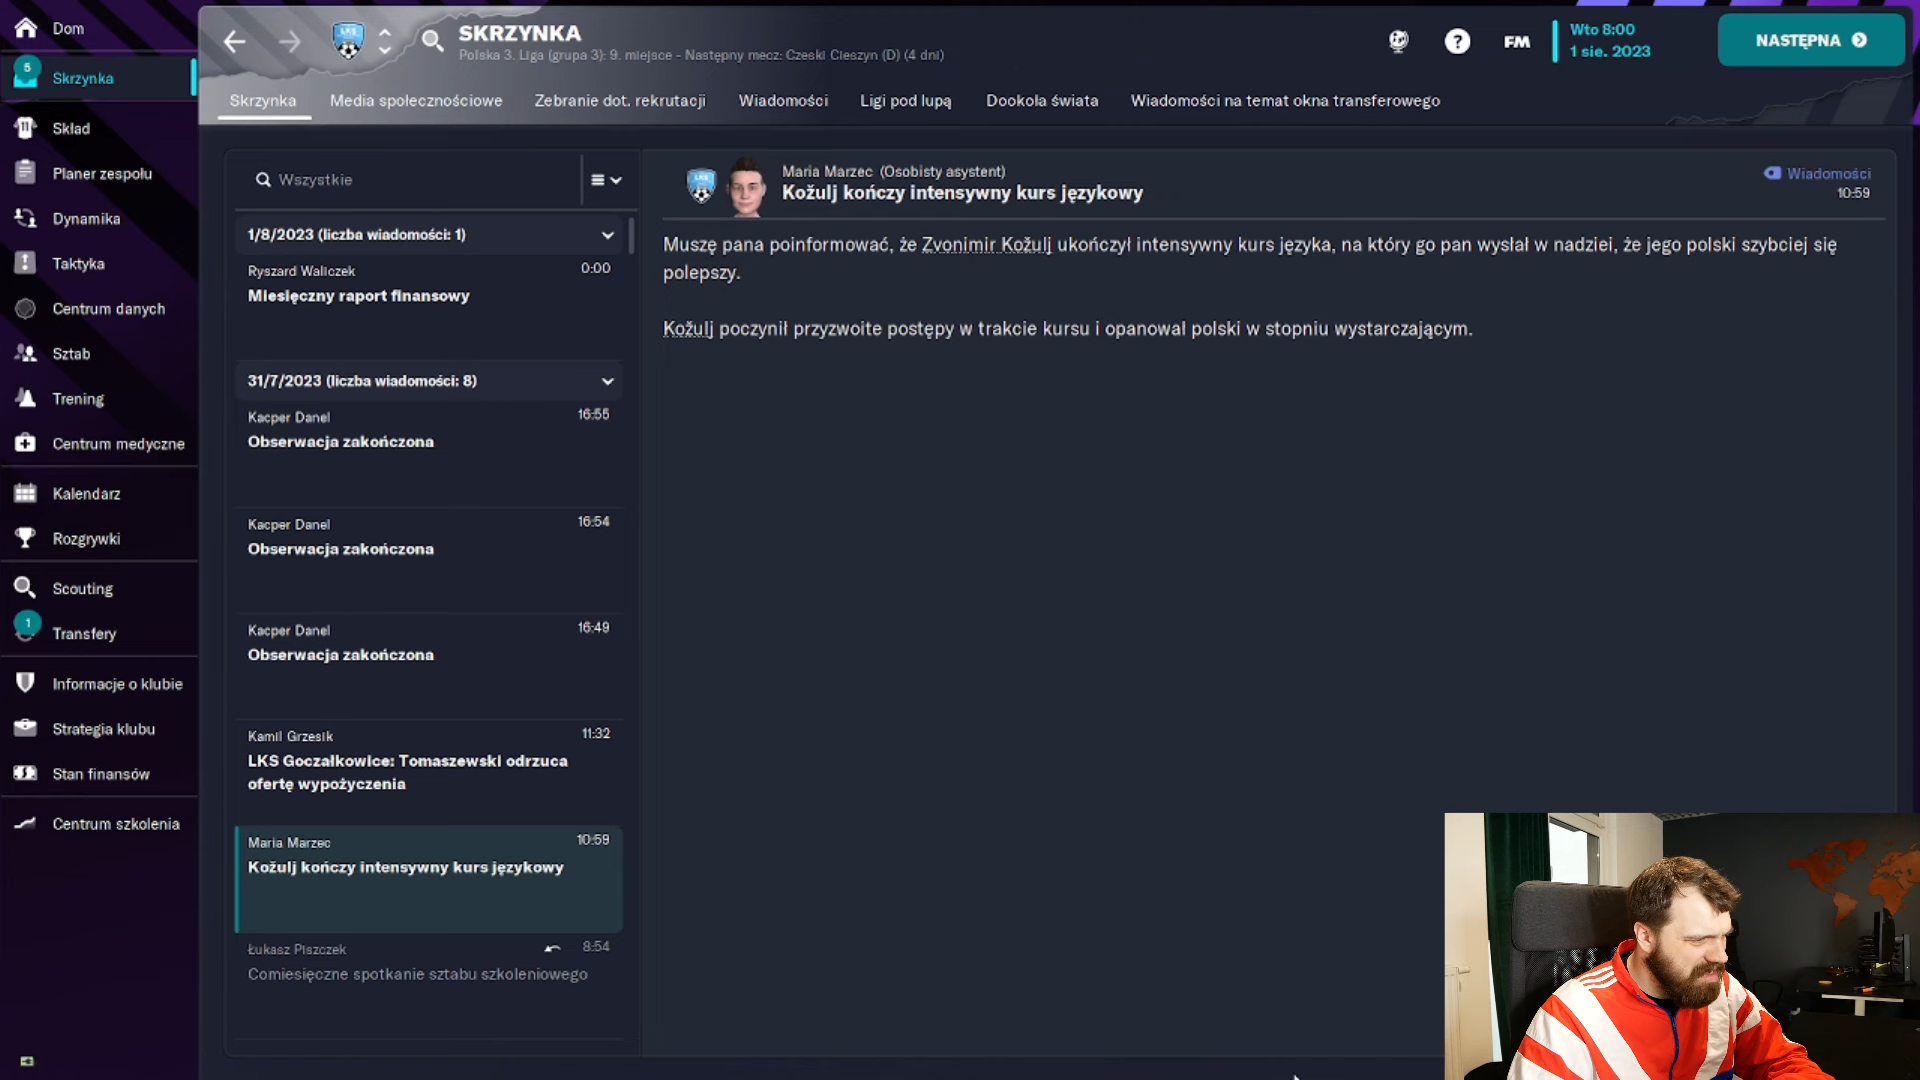 Dom
5
Skrzynka
Skład
Planer zespołu
Dynamika
Taktyka
Centrum danych
Sztab
Trening
Centrum medyczne
Kalendarz
Rozgrywki
Scouting
1
Transfery
Informacje o klubie
Strategia klubu
Stan finansów
Centrum szkolenia
LKS
SKRZYNKA
Polska 3. Liga (grupa 3): 9. miejsce - Następny mecz: Czeski Cieszyn (D) (4 dni)
?
FM
Wto 8:00
1 sie. 2023
NASTĘPNA
Skrzynka
Media społecznościowe
Zebranie dot. rekrutacji
Wiadomości
Ligi pod lupą
Dookoła świata
Wiadomości na temat okna transferowego
Wszystkie
1/8/2023 (liczba wiadomości: 1)
Ryszard Waliczek 0:00
Miesięczny raport finansowy
31/7/2023 (liczba wiadomości: 8)
Kacper Danel 16:55
Obserwacja zakończona
Kacper Danel 16:54
Obserwacja zakończona
Kacper Danel 16:49
Obserwacja zakończona
Kamil Grzesik 11:32
LKS Goczałkowice: Tomaszewski odrzuca
ofertę wypożyczenia
Maria Marzec 10:59
Kožulj kończy intensywny kurs językowy
Łukasz Piszczek 8:54
Comiesięczne spotkanie sztabu szkoleniowego
LKS
Maria Marzec (Osobisty asystent)
Kožulj kończy intensywny kurs językowy
Wiadomości
10:59
Muszę pana poinformować, że Zvonimir Kožulj ukończył intensywny kurs języka, na który go pan wysłał w nadziei, że jego polski szybciej się
polepszy.
Kožulj poczynił przyzwoite postępy w trakcie kursu i opanował polski w stopniu wystarczającym.